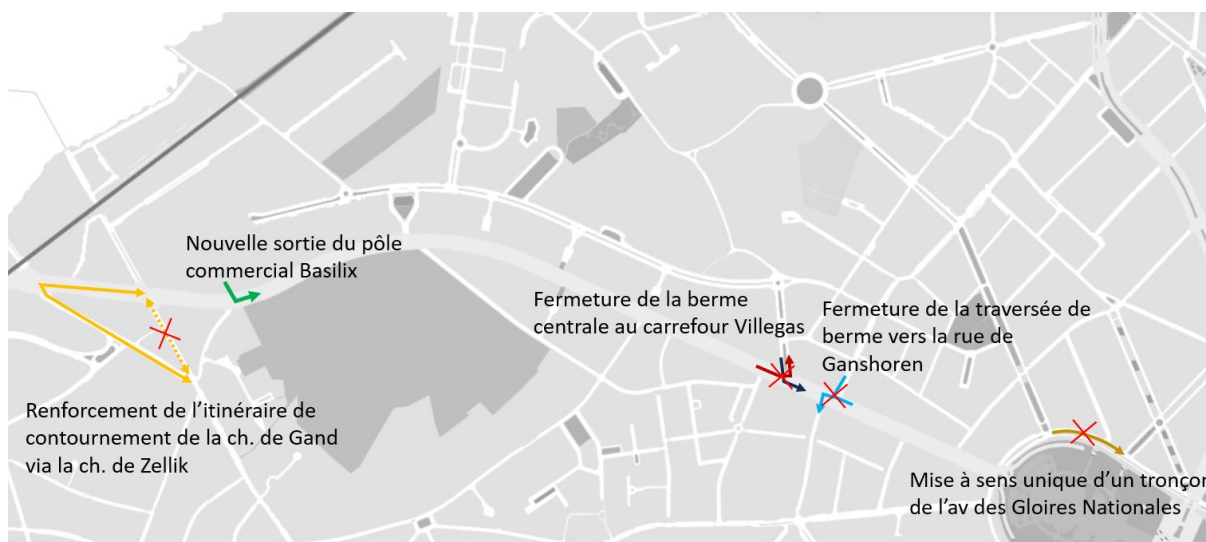 Nouvelle sortie du pôle
commercial Basilix
Fermeture de la berme
centrale au carrefour Villegas
Fermeture de la traversée de
berme vers la rue de
Ganshoren
Renforcement de l’itinéraire de
contournement de la ch. de Gand
via la ch. de Zellik
Mise à sens unique d’un tronçon
de l’av des Gloires Nationales